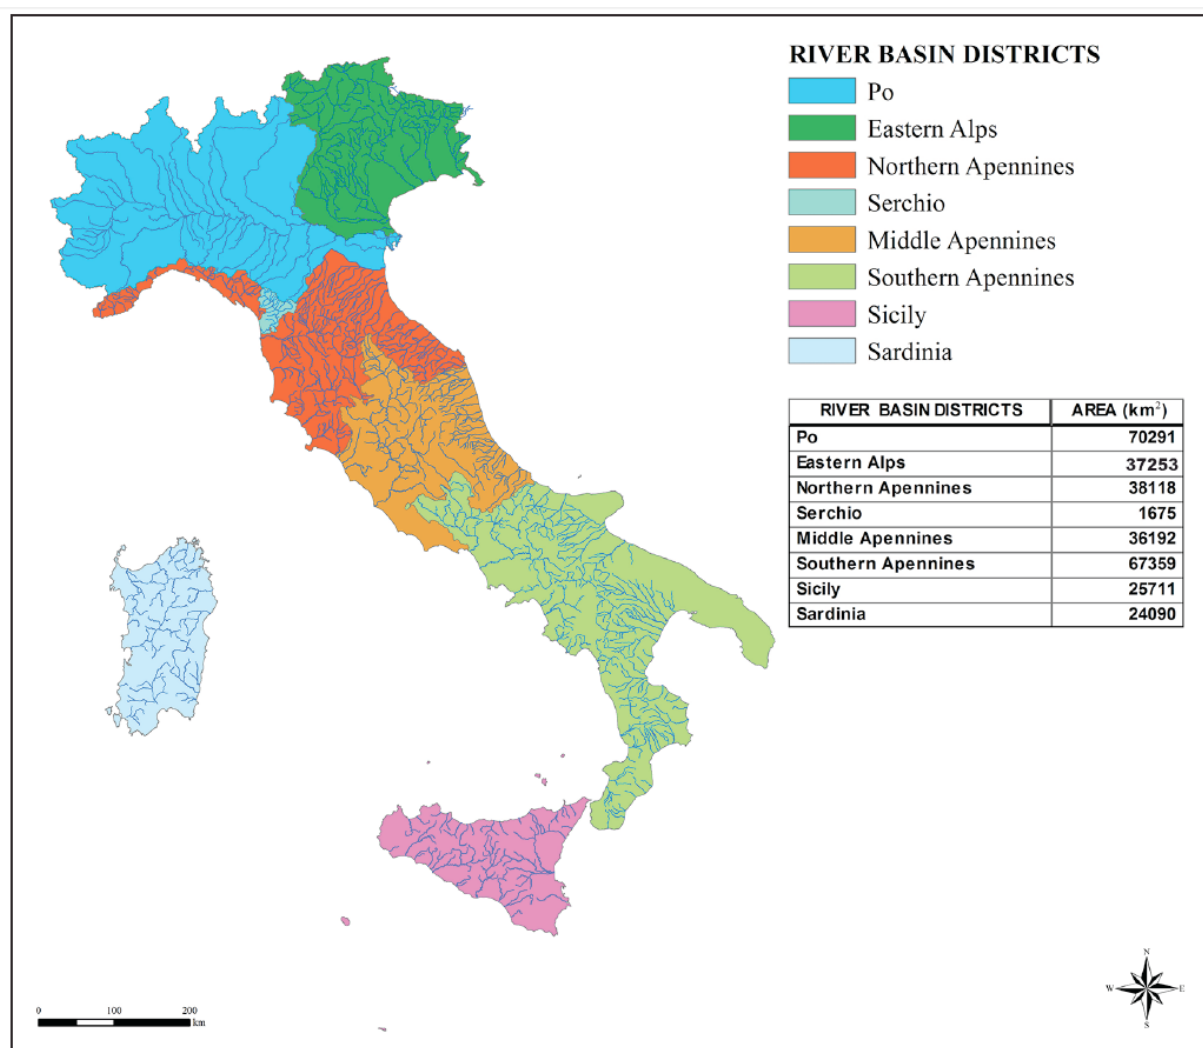 RIVER BASIN DISTRICTS
Po
Eastern Alps
Northern Apennines
Serchio
Middle Apennines
Southern Apennines
Sicily
Sardinia
RIVER BASIN DISTRICTS AREA (km²)
Po 70291
Eastern Alps 37253
Northern Apennines 38118
Serchio 1675
Middle Apennines 36192
Southern Apennines 67359
Sicily 25711
Sardinia 24090
N
W E
S
0 100 200
km